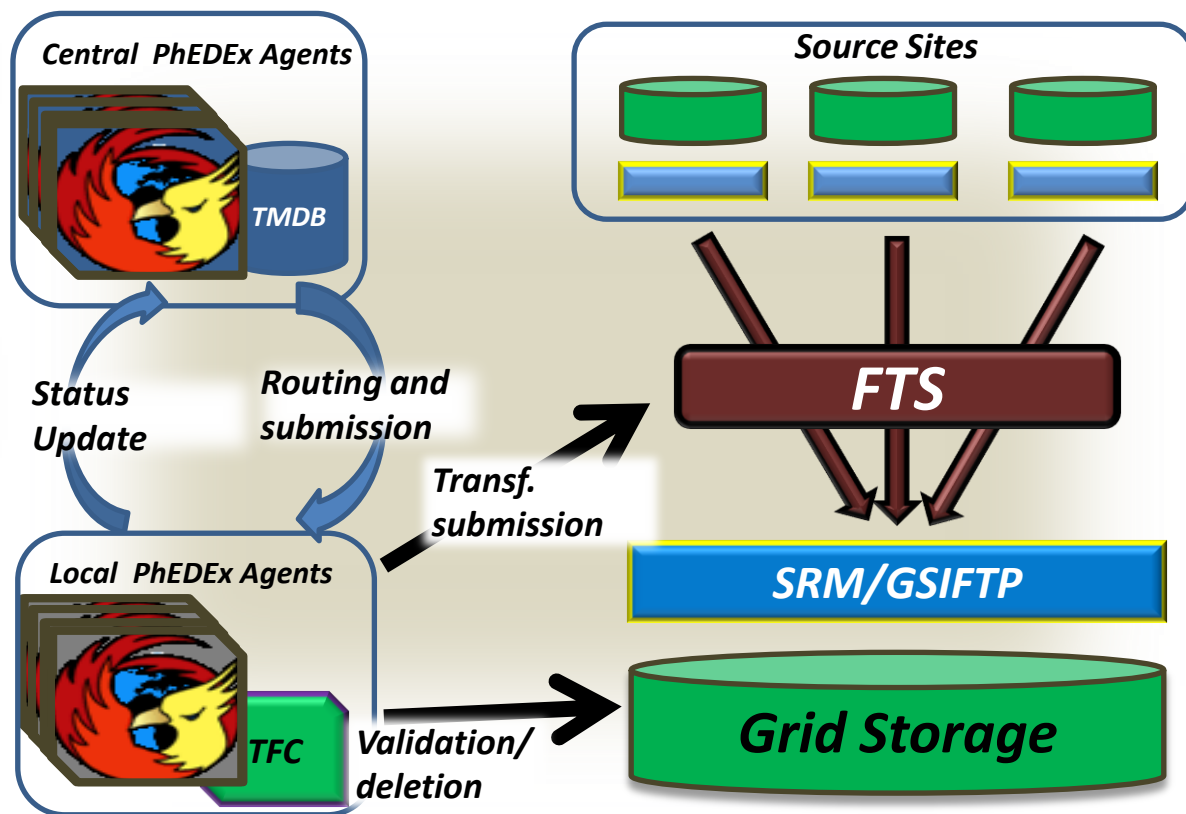 Central PhEDEx Agents
TMDB
Source Sites
Status
Update
Routing and
submission
FTS
Transf.
submission
Local PhEDEx Agents
TFC
SRM/GSIFTP
Validation/
deletion
Grid Storage